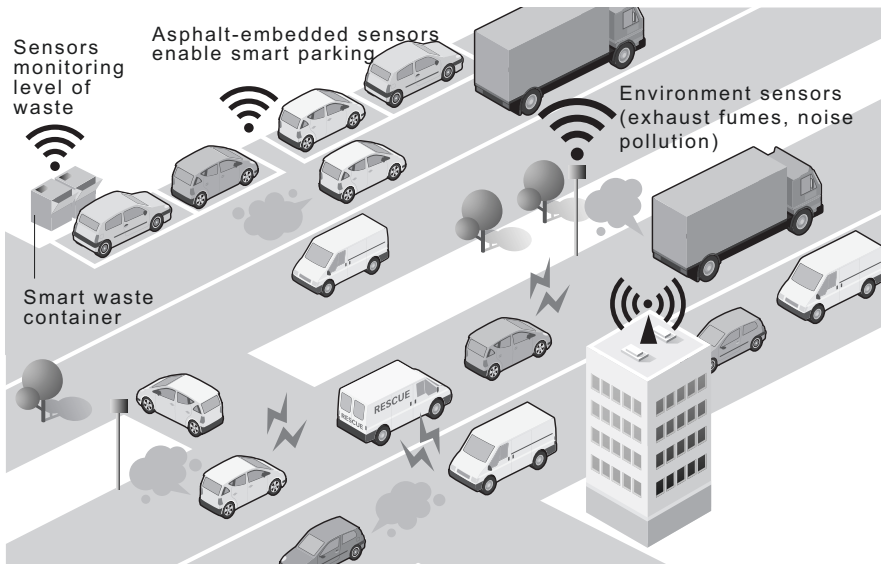 Sensors
monitoring
level of
waste
Asphalt-embedded sensors
enable smart parking
Environment sensors
(exhaust fumes, noise
pollution)
Smart waste
container
RESCUE
RESCUE